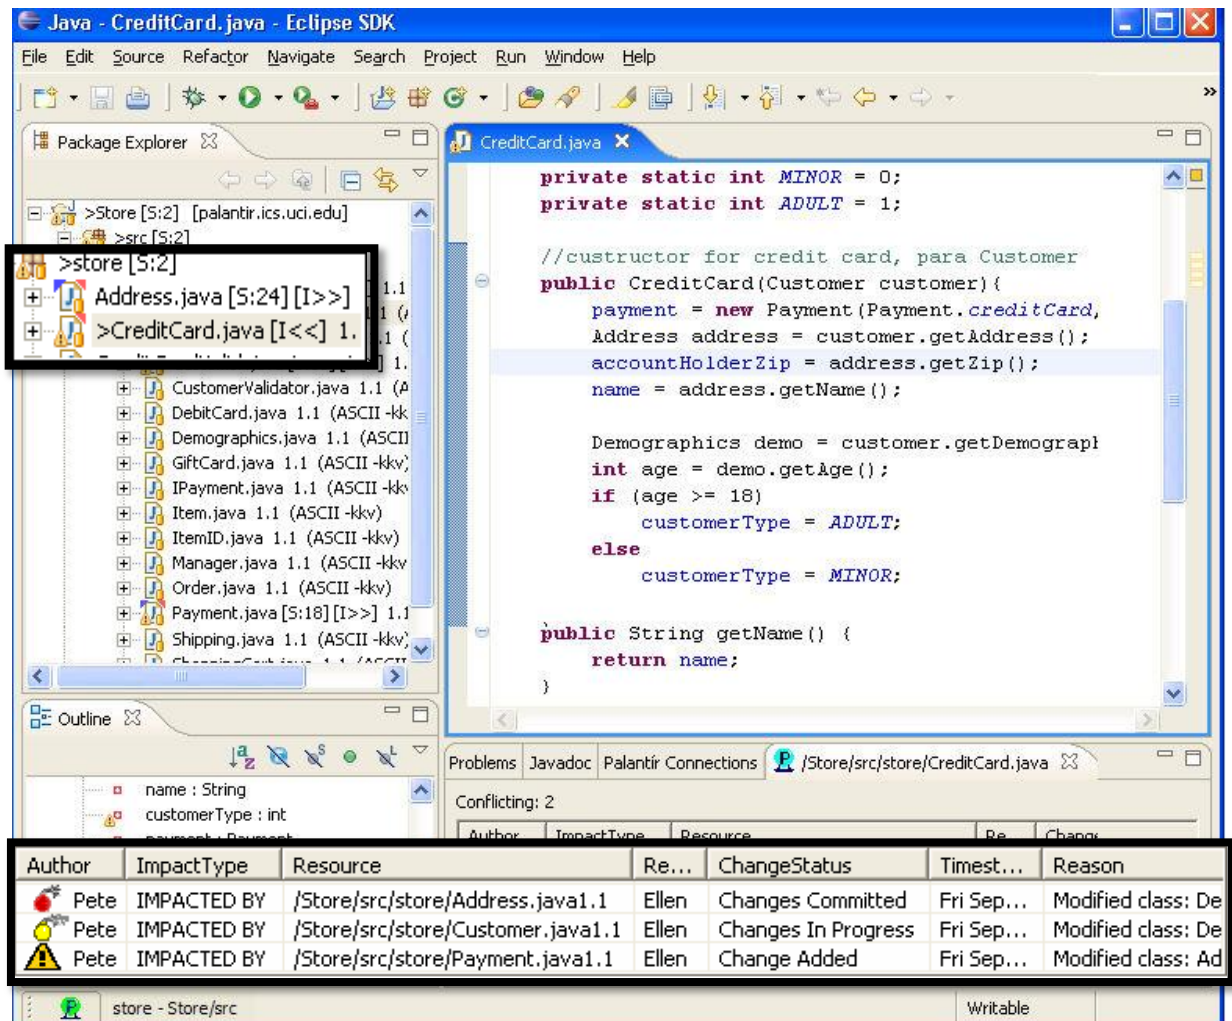 Java - CreditCard.java - Eclipse SDK
File Edit Source Refactor Navigate Search Project Run Window Help
Package Explorer
>Store [S:2] [palantir.ics.uci.edu]
>src [S:2]
>store [S:2]
Address.java [S:24] [I>>] 1.1
>CreditCard.java [I<<] 1.
CustomerValidator.java 1.1 (A
DebitCard.java 1.1 (ASCII -kk
Demographics.java 1.1 (ASCII
GiftCard.java 1.1 (ASCII -kkv)
IPayment.java 1.1 (ASCII -kkv
Item.java 1.1 (ASCII -kkv)
ItemID.java 1.1 (ASCII -kkv)
Manager.java 1.1 (ASCII -kkv
Order.java 1.1 (ASCII -kkv)
Payment.java [S:18] [I>>] 1.1
Shipping.java 1.1 (ASCII -kkv)
CreditCard.java
private static int MINOR = 0;
private static int ADULT = 1;
//custructor for credit card, para Customer
public CreditCard(Customer customer){
payment = new Payment(Payment.creditCard,
Address address = customer.getAddress();
accountHolderZip = address.getZip();
name = address.getName();
Demographics demo = customer.getDemograph
int age = demo.getAge();
if (age >= 18)
customerType = ADULT;
else
customerType = MINOR;
public String getName() {
return name;
}
Outline
name : String
customerType : int
Problems Javadoc Palantír Connections /Store/src/store/CreditCard.java
Conflicting: 2
Author ImpactType Resource Re... ChangeStatus Timest... Reason
Pete IMPACTED BY /Store/src/store/Address.java1.1 Ellen Changes Committed Fri Sep... Modified class: De
Pete IMPACTED BY /Store/src/store/Customer.java1.1 Ellen Changes In Progress Fri Sep... Modified class: De
Pete IMPACTED BY /Store/src/store/Payment.java1.1 Ellen Change Added Fri Sep... Modified class: Ad
store - Store/src
Writable